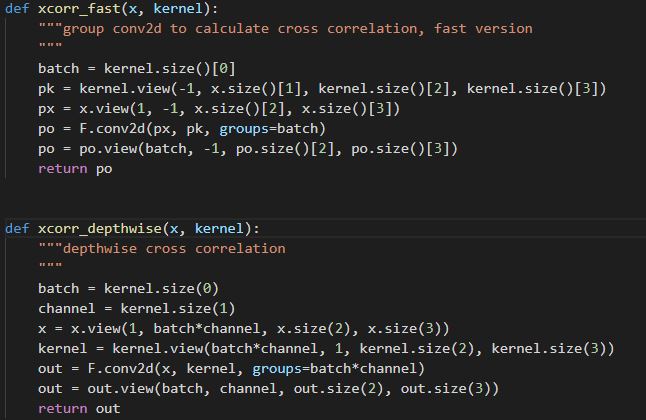 def xcorr_fast(x, kernel):
    """group conv2d to calculate cross correlation, fast version
    """
    batch = kernel.size()[0]
    pk = kernel.view(-1, x.size()[1], kernel.size()[2], kernel.size()[3])
    px = x.view(1, -1, x.size()[2], x.size()[3])
    po = F.conv2d(px, pk, groups=batch)
    po = po.view(batch, -1, po.size()[2], po.size()[3])
    return po
def xcorr_depthwise(x, kernel):
    """depthwise cross correlation
    """
    batch = kernel.size(0)
    channel = kernel.size(1)
    x = x.view(1, batch*channel, x.size(2), x.size(3))
    kernel = kernel.view(batch*channel, 1, kernel.size(2), kernel.size(3))
    out = F.conv2d(x, kernel, groups=batch*channel)
    out = out.view(batch, channel, out.size(2), out.size(3))
    return out